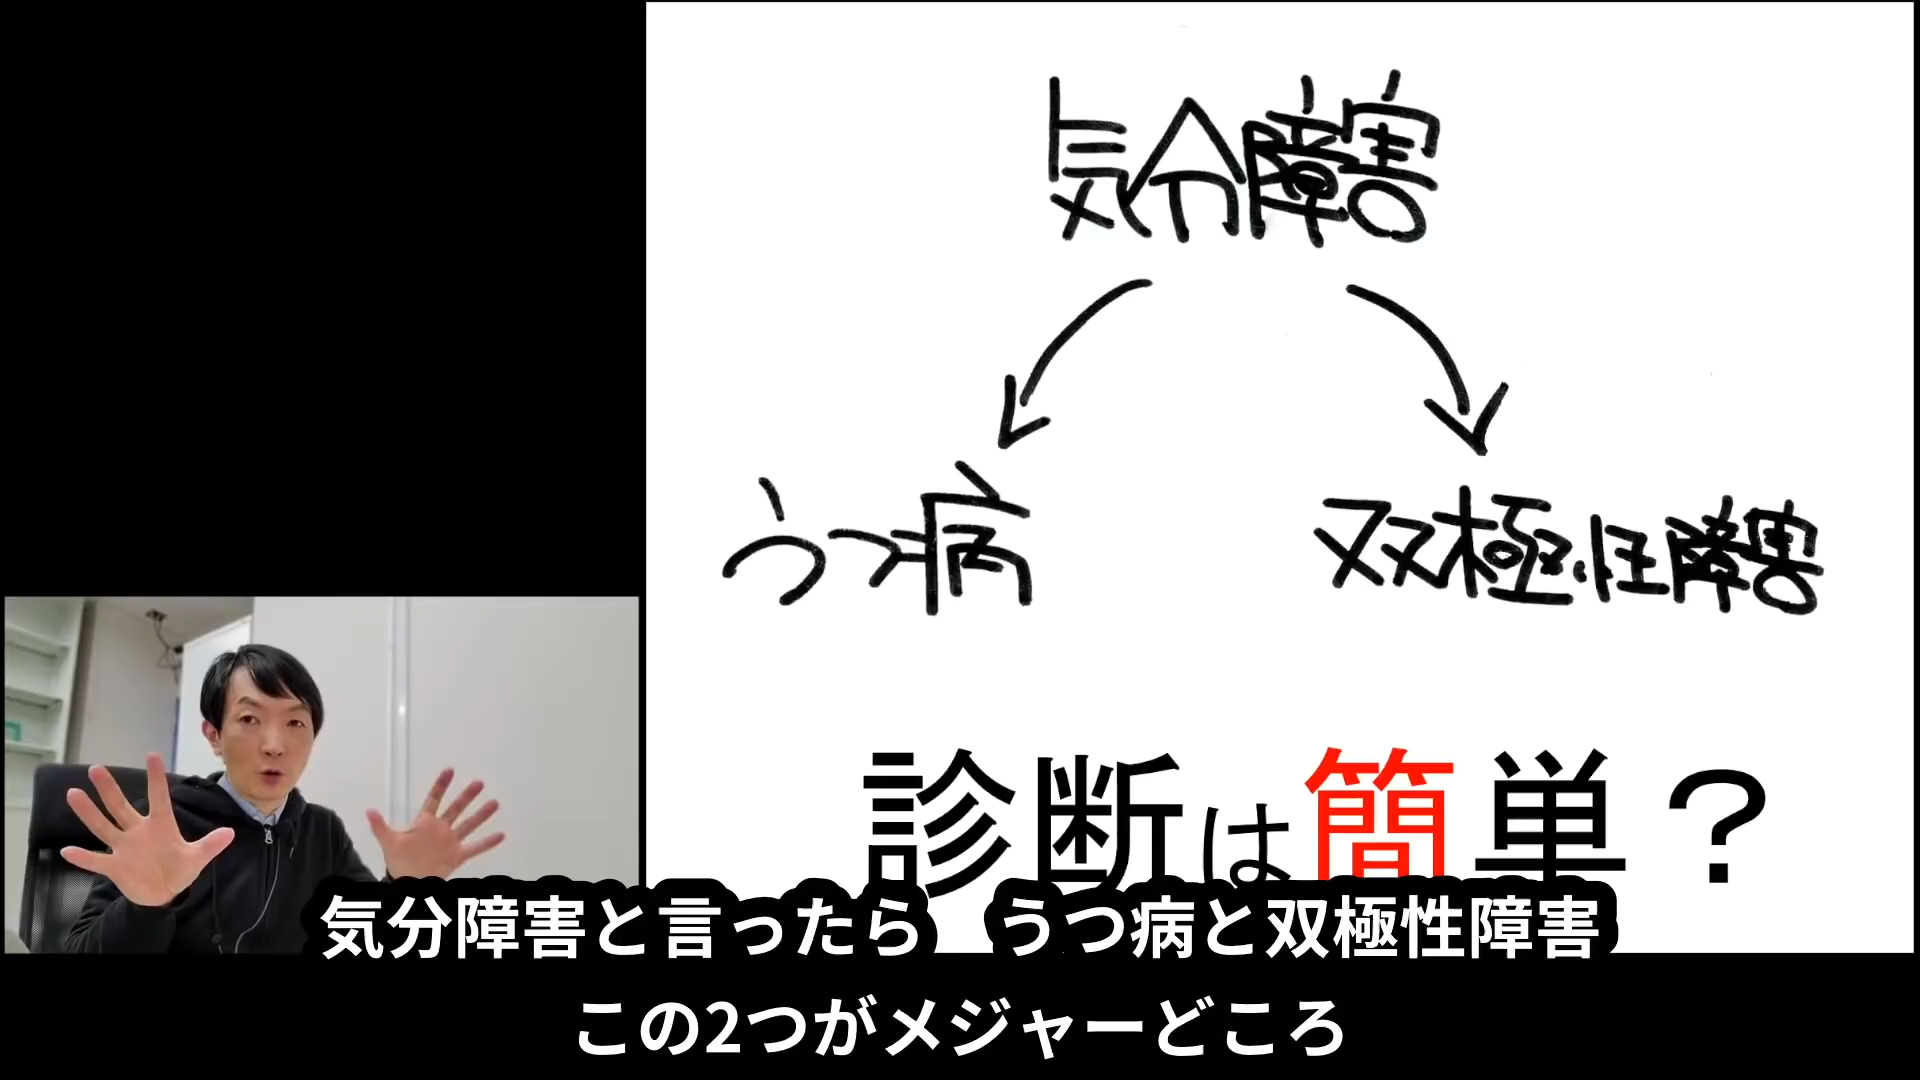 気分障害
うつ病
双極性障害
診断は簡単？
気分障害と言ったら　うつ病と双極性障害
この2つがメジャーどころ